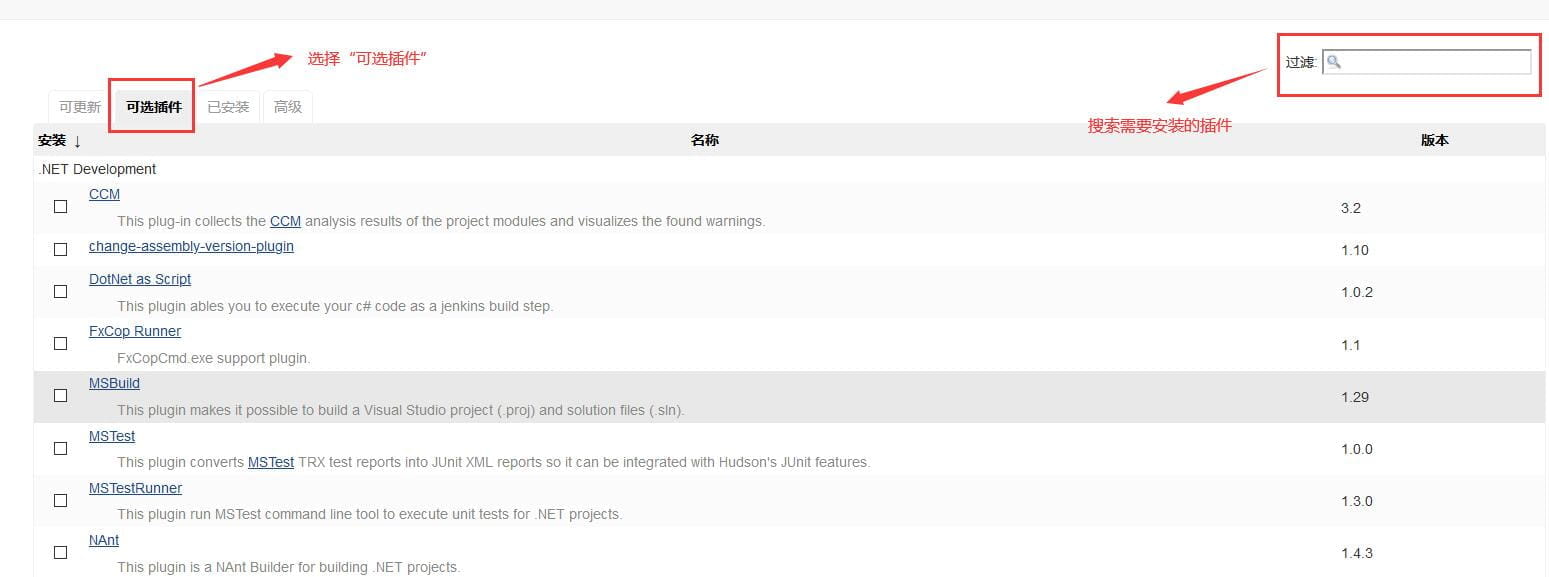 选择“可选插件”
过滤:
可更新 可选插件 已安装 高级
搜索需要安装的插件
安装 ↓ 名称 版本
.NET Development
CCM
This plug-in collects the CCM analysis results of the project modules and visualizes the found warnings.
3.2
change-assembly-version-plugin
1.10
DotNet as Script
This plugin ables you to execute your c# code as a jenkins build step.
1.0.2
FxCop Runner
FxCopCmd.exe support plugin.
1.1
MSBuild
This plugin makes it possible to build a Visual Studio project (.proj) and solution files (.sln).
1.29
MSTest
This plugin converts MSTest TRX test reports into JUnit XML reports so it can be integrated with Hudson's JUnit features.
1.0.0
MSTestRunner
This plugin run MSTest command line tool to execute unit tests for .NET projects.
1.3.0
NAnt
This plugin is a NAnt Builder for building .NET projects.
1.4.3